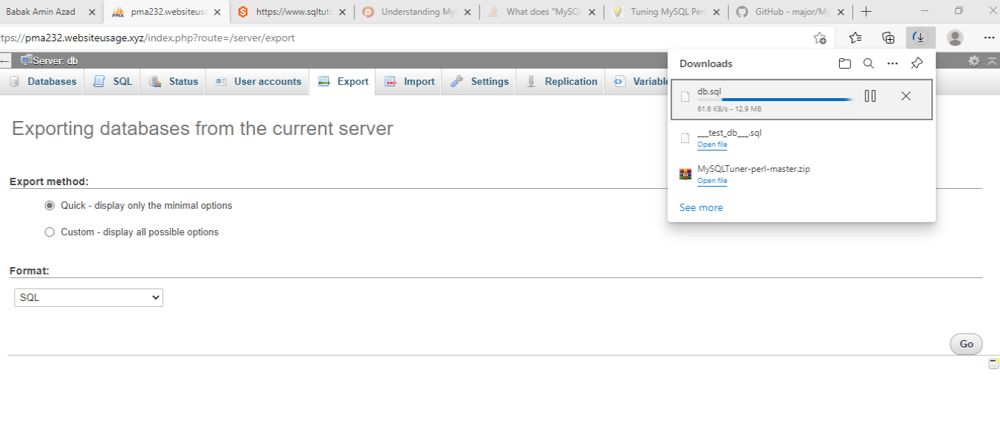 Babak Amin Azad
pma232.websiteusa
https://www.sqltuto
Understanding MyS
What does "MySQL
Tuning MySQL Perf
GitHub - major/My
tps://pma232.websiteusage.xyz/index.php?route=/server/export
Server: db
Databases
SQL
Status
User accounts
Export
Import
Settings
Replication
Variable
Downloads
db.sql
61.6 KB/s - 12.9 MB
___test_db___.sql
Open file
MySQLTuner-perl-master.zip
Open file
See more
Exporting databases from the current server
Export method:
Quick - display only the minimal options
Custom - display all possible options
Format:
SQL
Go